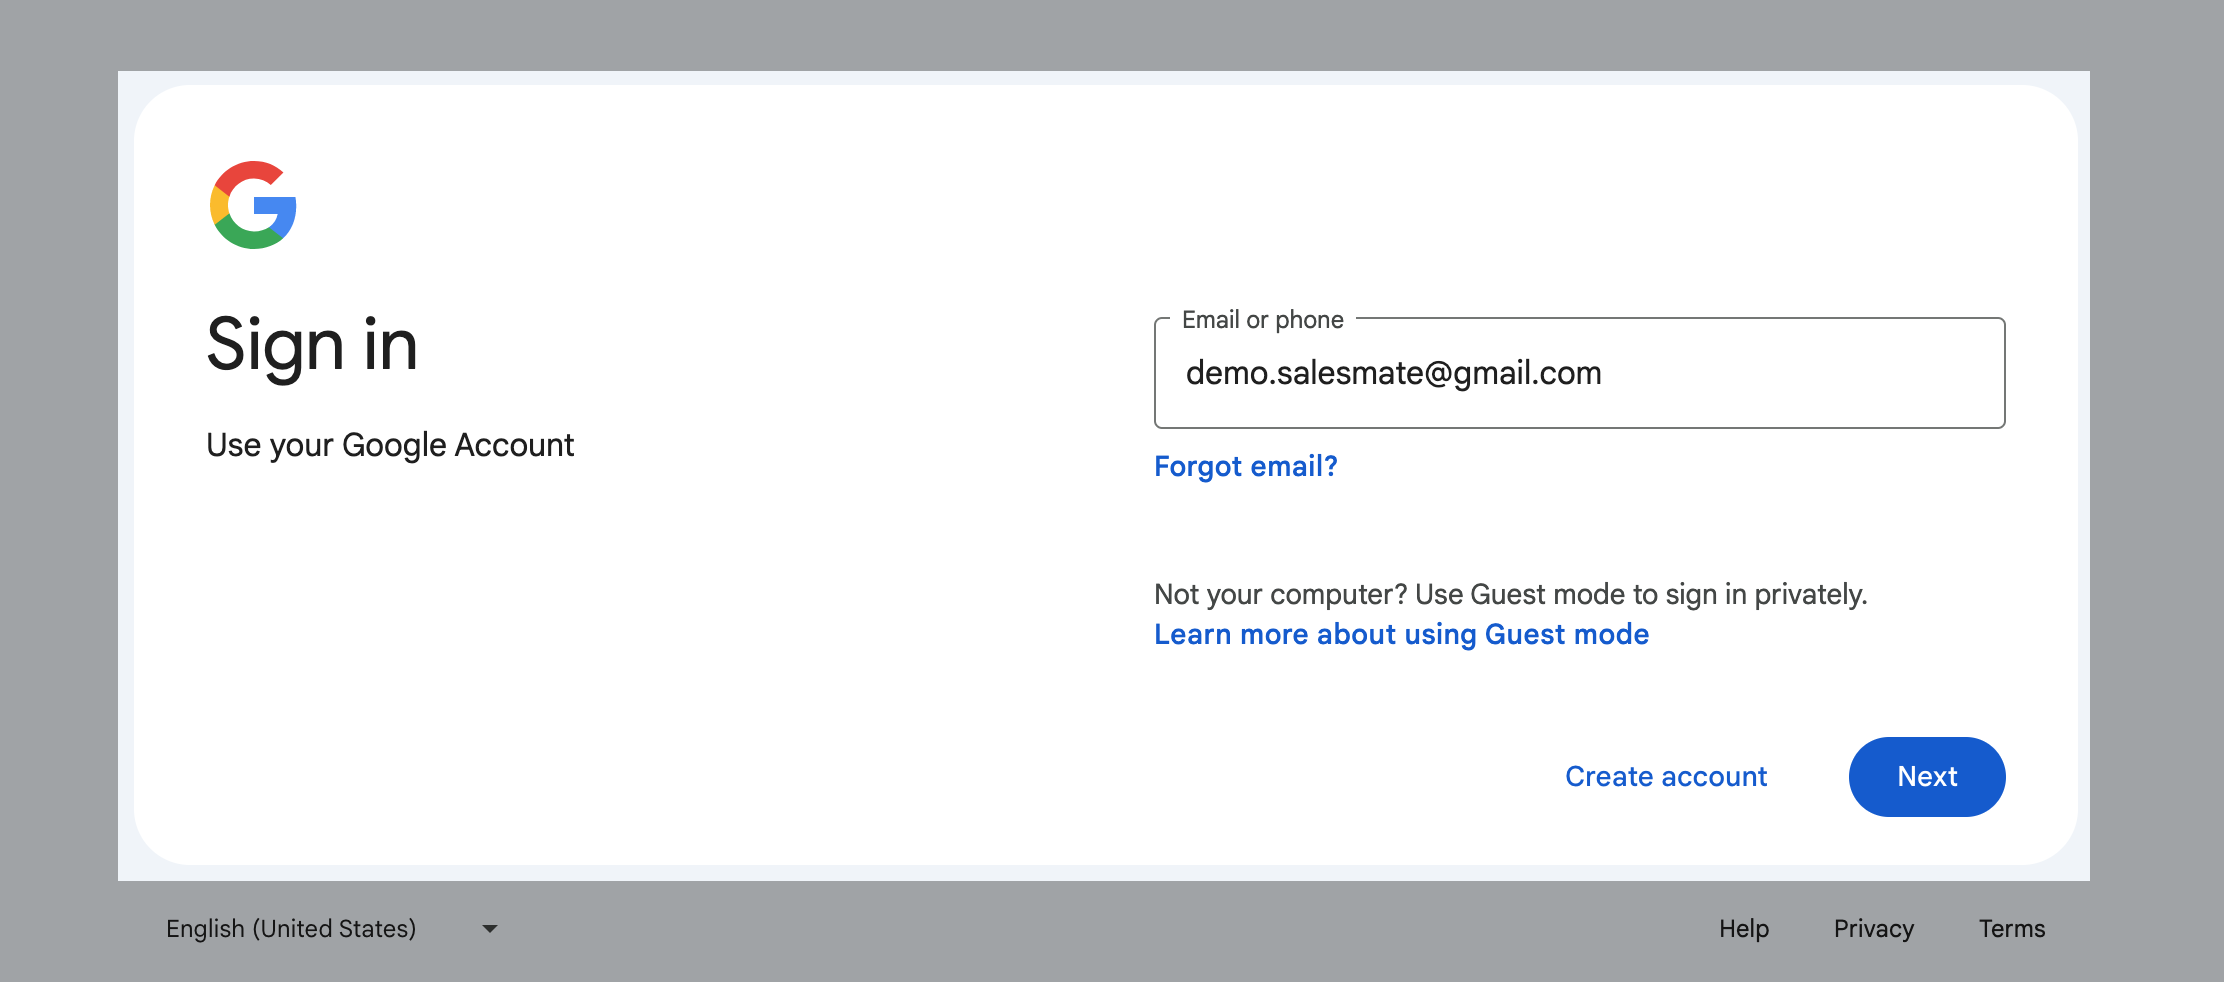 Sign in
Use your Google Account
Email or phone
demo.salesmate@gmail.com
Forgot email?
Not your computer? Use Guest mode to sign in privately.
Learn more about using Guest mode
Create account
Next
English (United States)
Help
Privacy
Terms